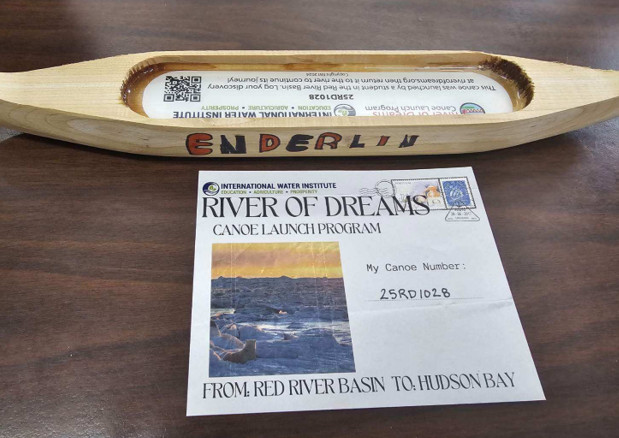 This canoe was launched by a student in the Red River Basin. Log your discovery
at riverofdreams.org then return it to the river to continue its journey!
25RD1028
River of Dreams
Canoe Launch Program
INTERNATIONAL WATER INSTITUTE
EDUCATION • AGRICULTURE • PROSPERITY
ENDERLIN
INTERNATIONAL WATER INSTITUTE
EDUCATION • AGRICULTURE • PROSPERITY
RIVER OF DREAMS
CANOE LAUNCH PROGRAM
My Canoe Number:
25RD1028
FROM: RED RIVER BASIN TO: HUDSON BAY